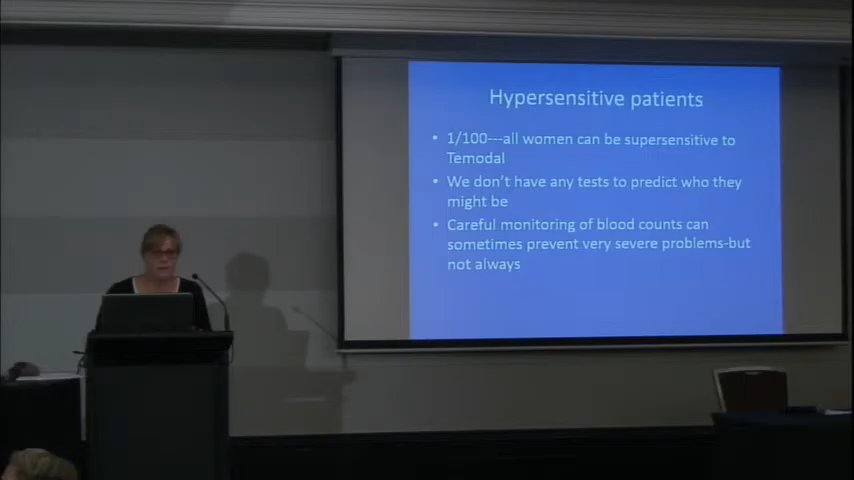 Hypersensitive patients
• 1/100---all women can be supersensitive to
Temodal
• We don't have any tests to predict who they
might be
• Careful monitoring of blood counts can
sometimes prevent very severe problems-but
not always